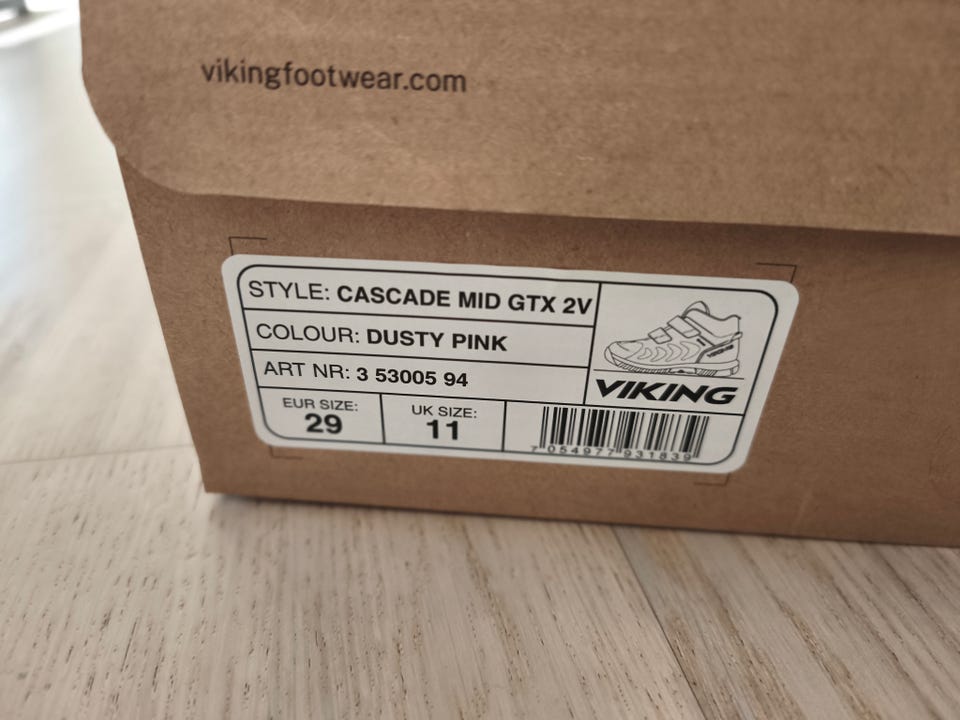 vikingfootwear.com
STYLE: CASCADE MID GTX 2V
COLOUR: DUSTY PINK
ART NR: 3 53005 94
VIKING
EUR SIZE:
29
UK SIZE:
11
7 054977 931839